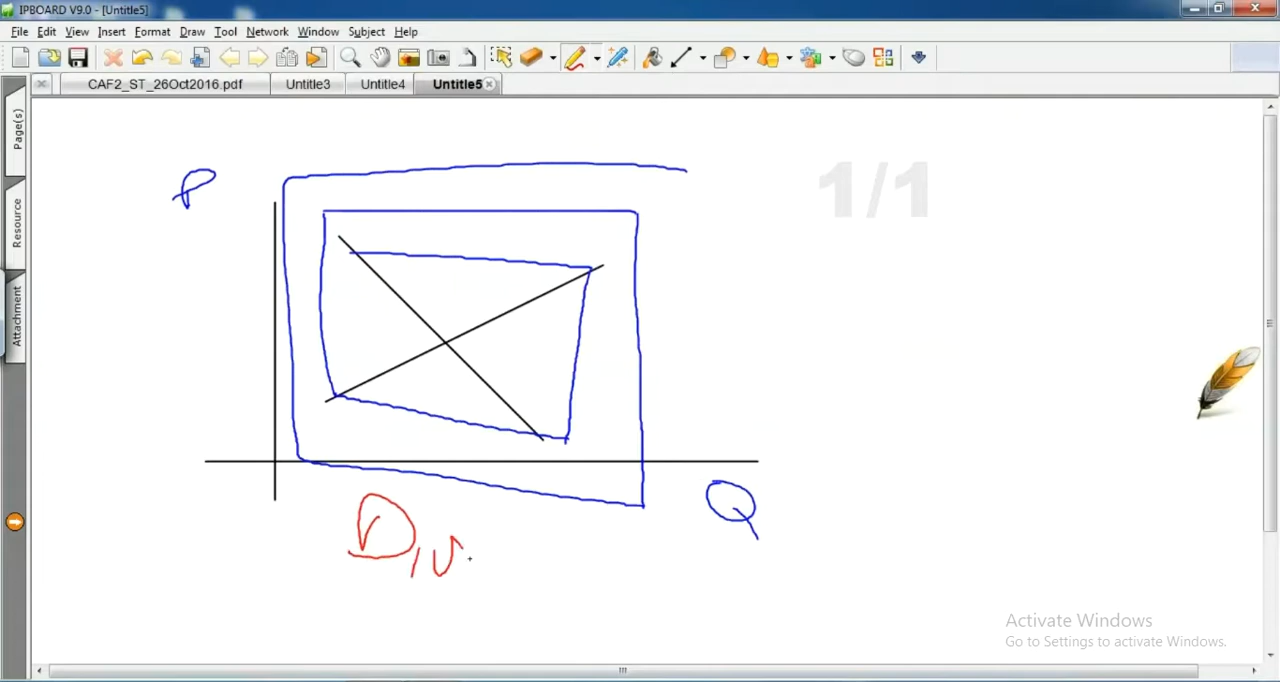 IPBOARD V9.0 - [Untitle5]
File Edit View Insert Format Draw Tool Network Window Subject Help
CAF2_ST_26Oct2016.pdf Untitle3 Untitle4 Untitle5
Page(s)
Resource
Attachment
1/1
P
Q
Activate Windows
Go to Settings to activate Windows.